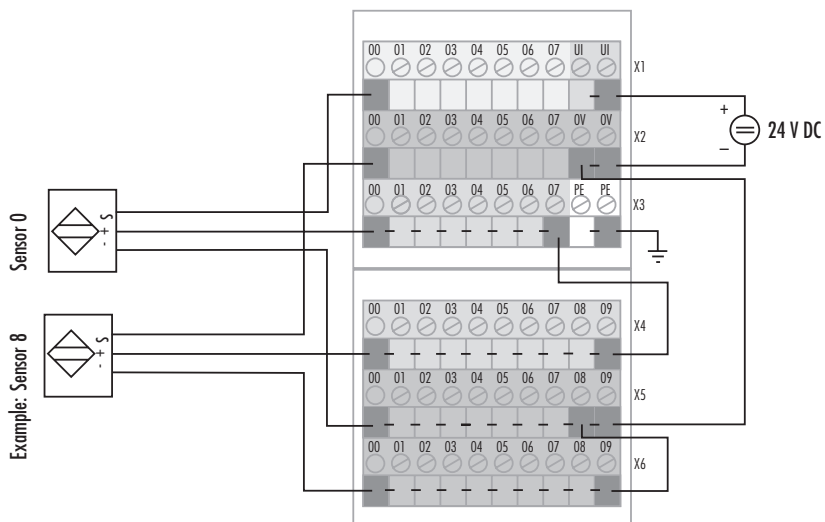 00 01 02 03 04 05 06 07 UI UI
X1
00 01 02 03 04 05 06 07 0V 0V
X2
00 01 02 03 04 05 06 07 PE PE
X3
+
–
24 V DC
Sensor 0
S
+
-
00 01 02 03 04 05 06 07 08 09
X4
00 01 02 03 04 05 06 07 08 09
X5
00 01 02 03 04 05 06 07 08 09
X6
Example: Sensor 8
S
+
-